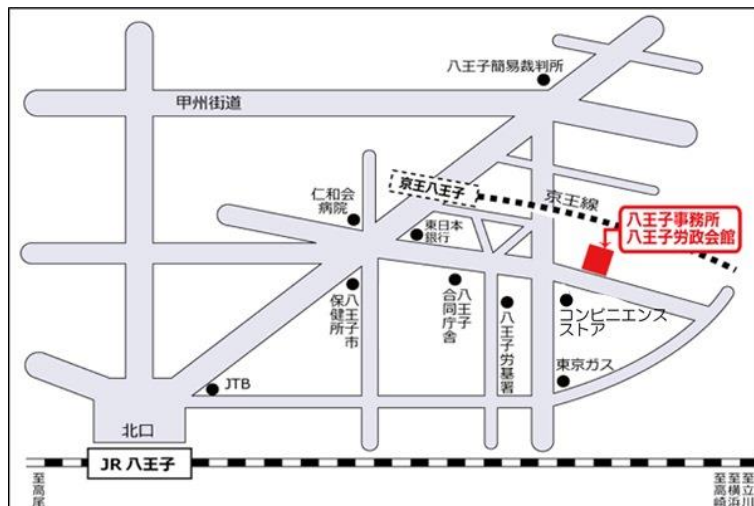 八王子簡易裁判所
甲州街道
京王八王子
京王線
仁和会
病院
東日本
銀行
八王子事務所
八王子労政会館
八王子市
保健所
八王子
合同庁舎
八王子労基署
コンビニエンス
ストア
東京ガス
JTB
北口
JR 八王子
至高尾
至高崎
至横浜
至立川